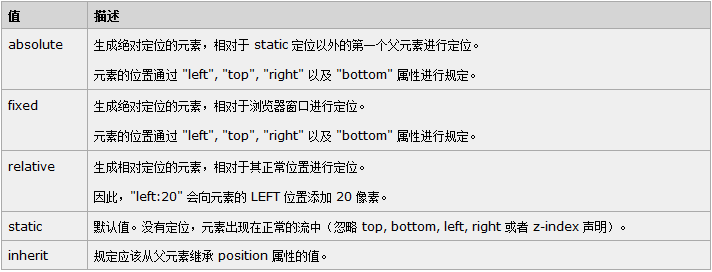 值 描述
absolute 生成绝对定位的元素，相对于 static 定位以外的第一个父元素进行定位。
元素的位置通过 "left", "top", "right" 以及 "bottom" 属性进行规定。
fixed 生成绝对定位的元素，相对于浏览器窗口进行定位。
元素的位置通过 "left", "top", "right" 以及 "bottom" 属性进行规定。
relative 生成相对定位的元素，相对于其正常位置进行定位。
因此，"left:20" 会向元素的 LEFT 位置添加 20 像素。
static 默认值。没有定位，元素出现在正常的流中（忽略 top, bottom, left, right 或者 z-index 声明）。
inherit 规定应该从父元素继承 position 属性的值。